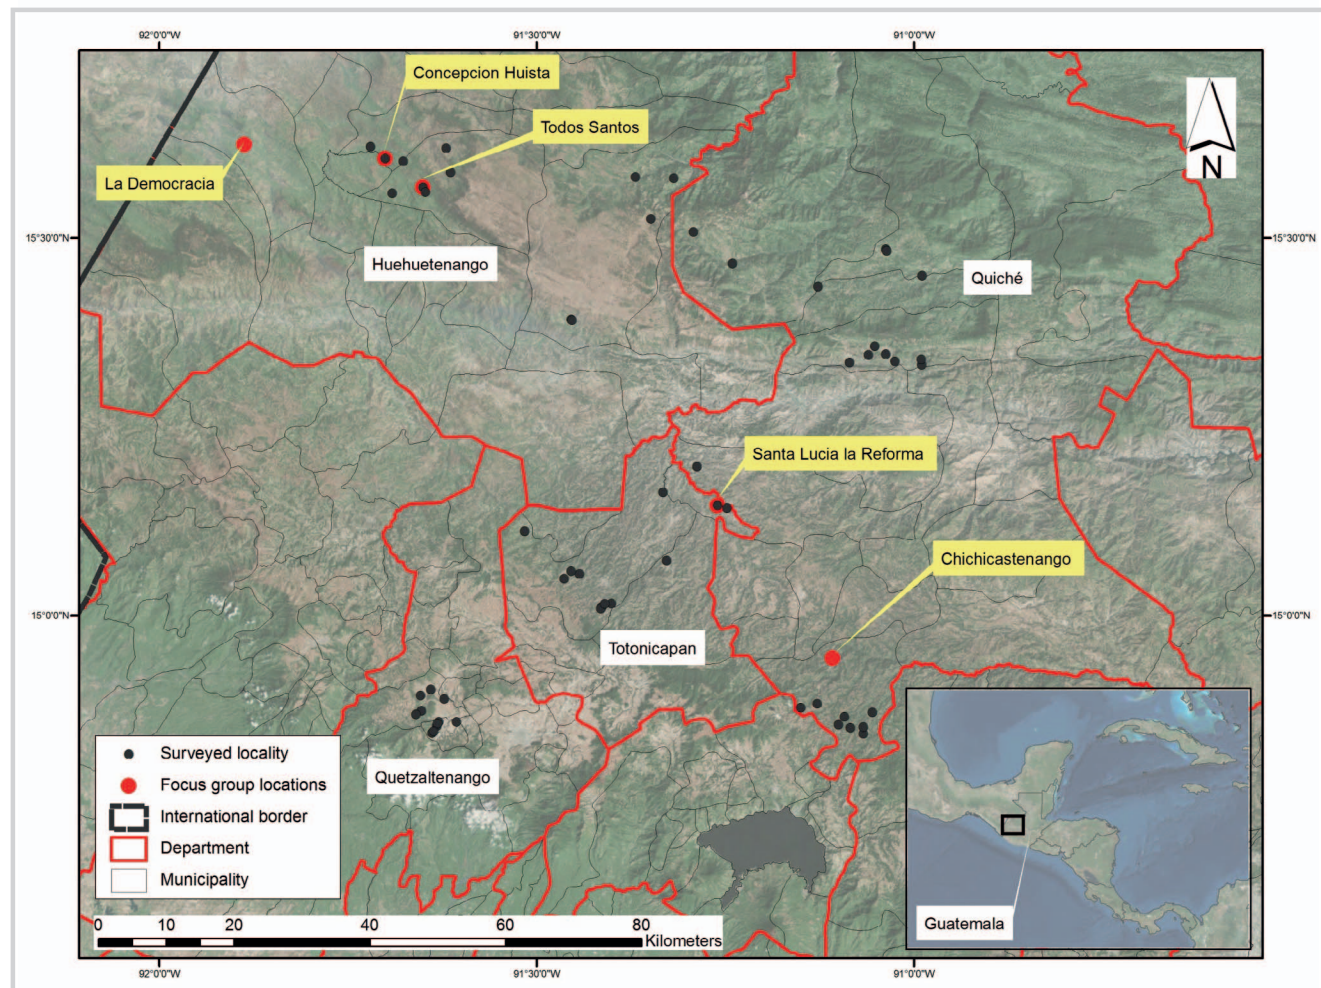 92°0'0"W
91°30'0"W
91°0'0"W
Concepcion Huista
Todos Santos
La Democracia
N
15°30'0"N
15°30'0"N
Huehuetenango
Quiché
Santa Lucia la Reforma
Chichicastenango
15°0'0"N
15°0'0"N
Totonicapan
Quetzaltenango
Surveyed locality
Focus group locations
International border
Department
Municipality
0 10 20 40 60 80
Kilometers
Guatemala
92°0'0"W
91°30'0"W
91°0'0"W